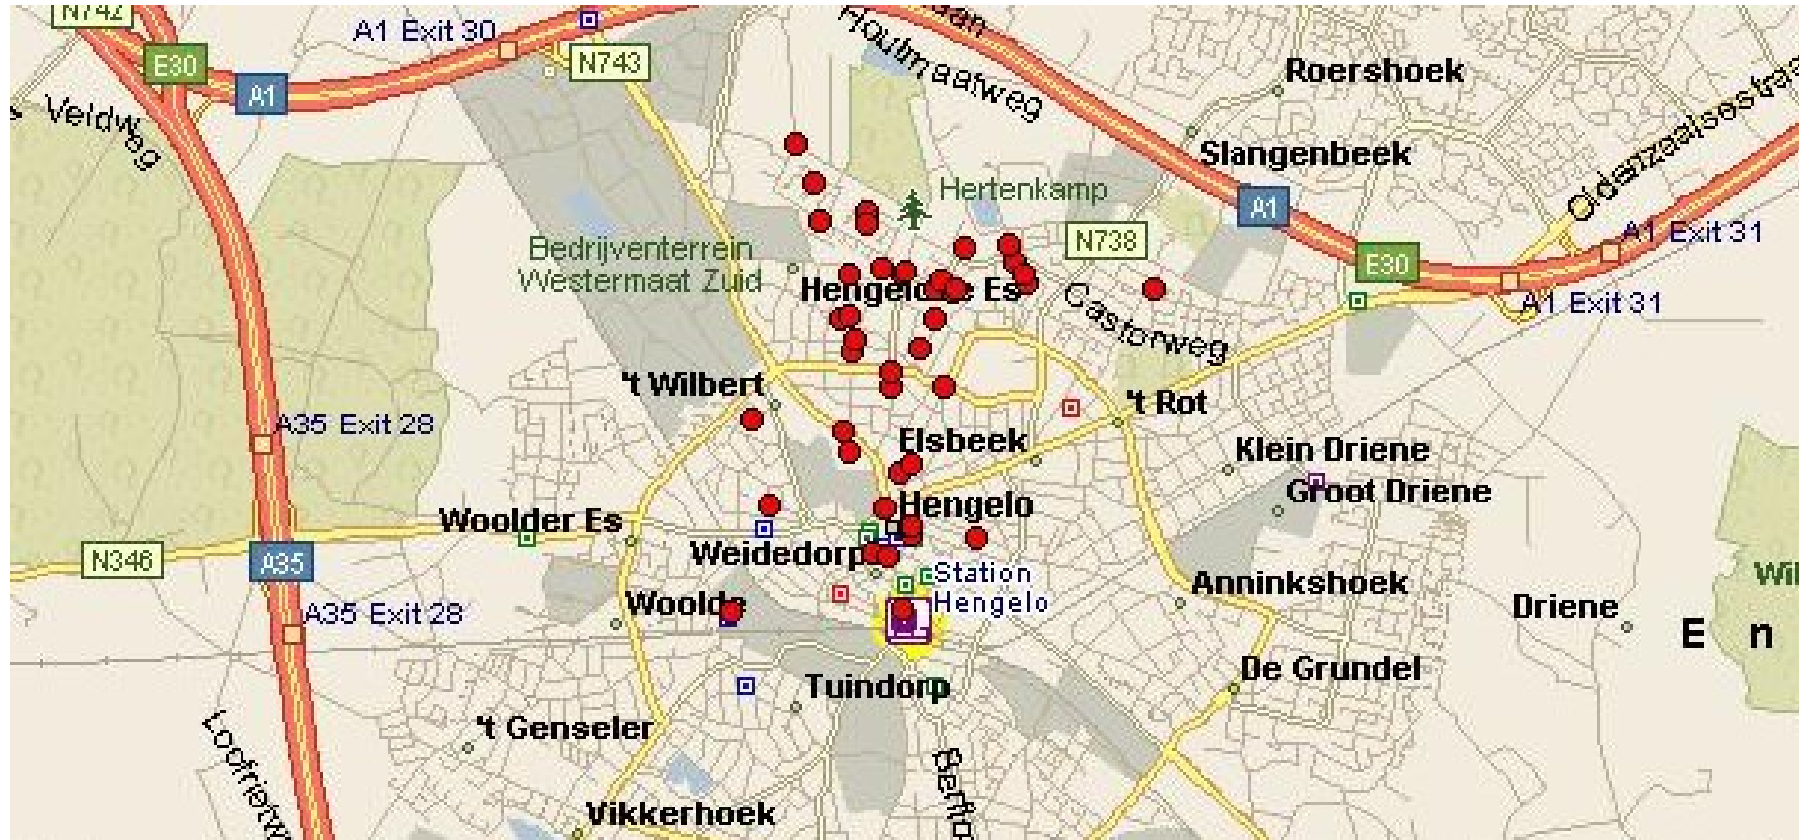 N742
A1 Exit 30
E30
N743
A1
Veldweg
Houtmaatweg
Roershoek
Slangenbeek
Hertenkamp
A1
N738
A1 Exit 31
Bedrijventerrein
Westermaat Zuid
E30
Hengelo
Es
A1 Exit 31
Castorweg
't Wilbert
't Rot
A35 Exit 28
Elsbeek
Klein Driene
Groot Driene
Hengelo
Woolder Es
N346
A35
Weidedorp
Station
Hengelo
Anninkshoek
Wil
A35 Exit 28
Woolde
Driene
E n
De Grundel
Tuindorp
't Genseler
Vikkerhoek